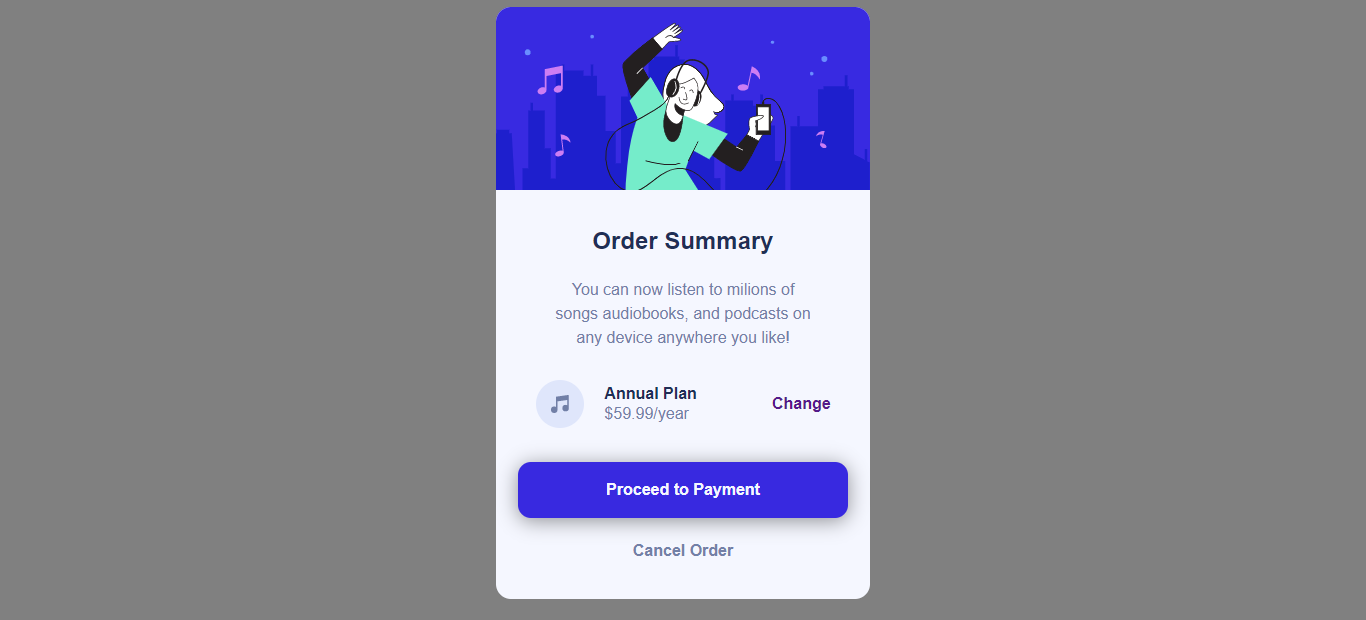 Order Summary
You can now listen to milions of
songs audiobooks, and podcasts on
any device anywhere you like!
Annual Plan
$59.99/year
Change
Proceed to Payment
Cancel Order